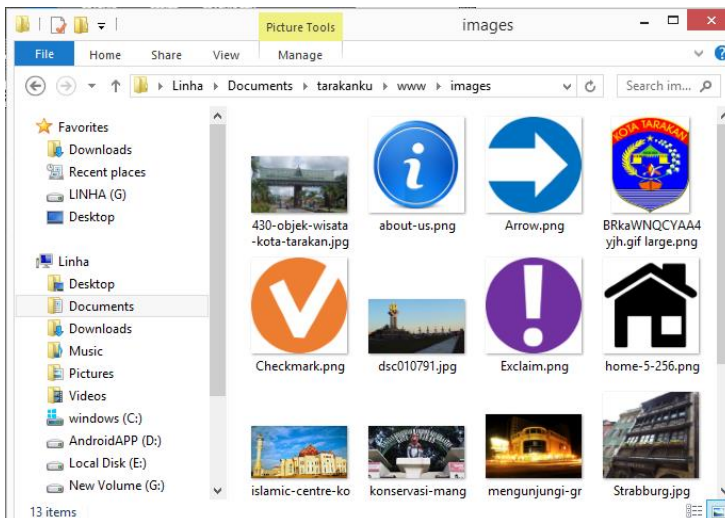 Picture Tools
images
File
Home
Share
View
Manage
Linha
Documents
tarakanku
www
images
Search im...
Favorites
Downloads
Recent places
LINHA (G)
Desktop
Linha
Desktop
Documents
Downloads
Music
Pictures
Videos
windows (C:)
AndroidAPP (D:)
Local Disk (E:)
New Volume (G:)
430-objek-wisata
-kota-tarakan.jpg
about-us.png
Arrow.png
KOTA TARAKAN
BRkaWNQCYAA4
yjh.gif large.png
Checkmark.png
dsc010791.jpg
Exclaim.png
home-5-256.png
islamic-centre-ko
konservasi-mang
mengunjungi-gr
Strabburg.jpg
13 items